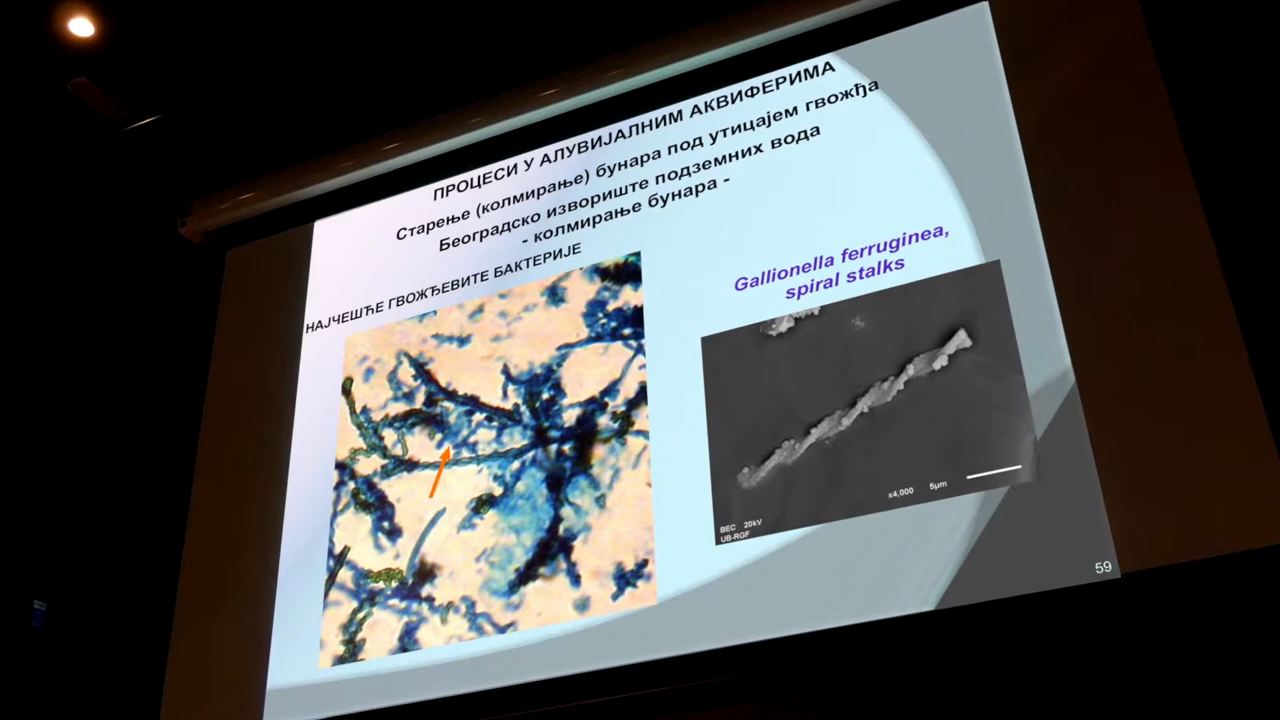 ПРОЦЕСИ У АЛУВИЈАЛНИМ АКВИФЕРИМА
Старење (колмирање) бунара под утицајем гвожђа
Београдско извориште подземних вода
- колмирање бунара -
НАЈЧЕШЋЕ ГВОЖЂЕВИТЕ БАКТЕРИЈЕ
Gallionella ferruginea,
spiral stalks
x4,000 5µm
BEC 20kV
UB-RGF
59